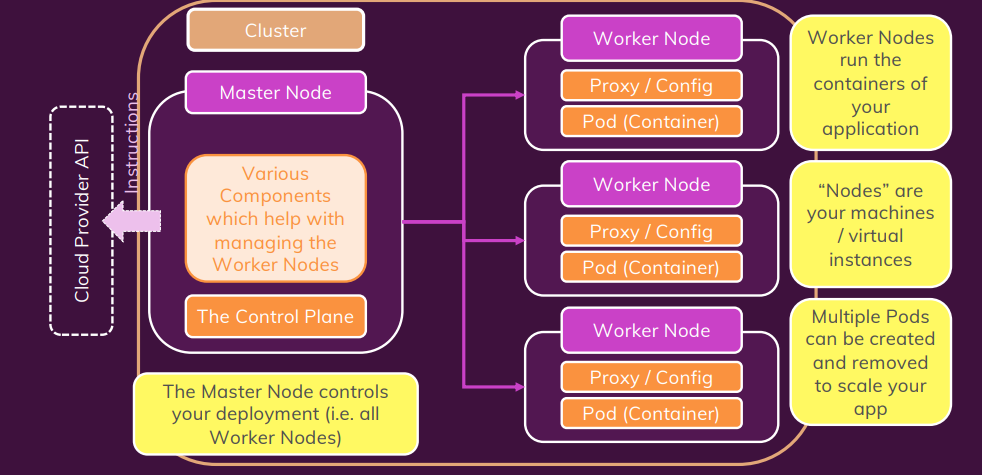 Cluster
Master Node
Instructions
Cloud Provider API
Various
Components
which help with
managing the
Worker Nodes
The Control Plane
The Master Node controls
your deployment (i.e. all
Worker Nodes)
Worker Node
Proxy / Config
Pod (Container)
Worker Node
Proxy / Config
Pod (Container)
Worker Node
Proxy / Config
Pod (Container)
Worker Nodes
run the
containers of
your
application
“Nodes” are
your machines
/ virtual
instances
Multiple Pods
can be created
and removed
to scale your
app